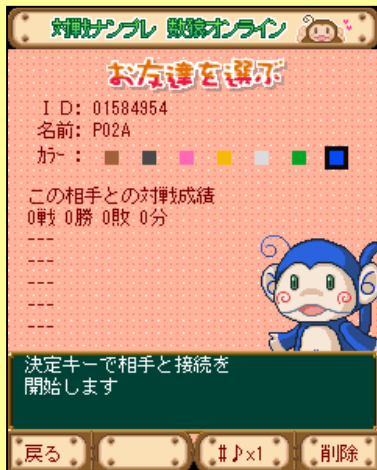 対戦ナンプレ 数猿オンライン
お友達を選ぶ
ID: 01584954
名前: P02A
カラー:
この相手との対戦成績
0戦 0勝 0敗 0分
---
---
---
---
---
決定キーで相手と接続を
開始します
戻る #♪x1 削除